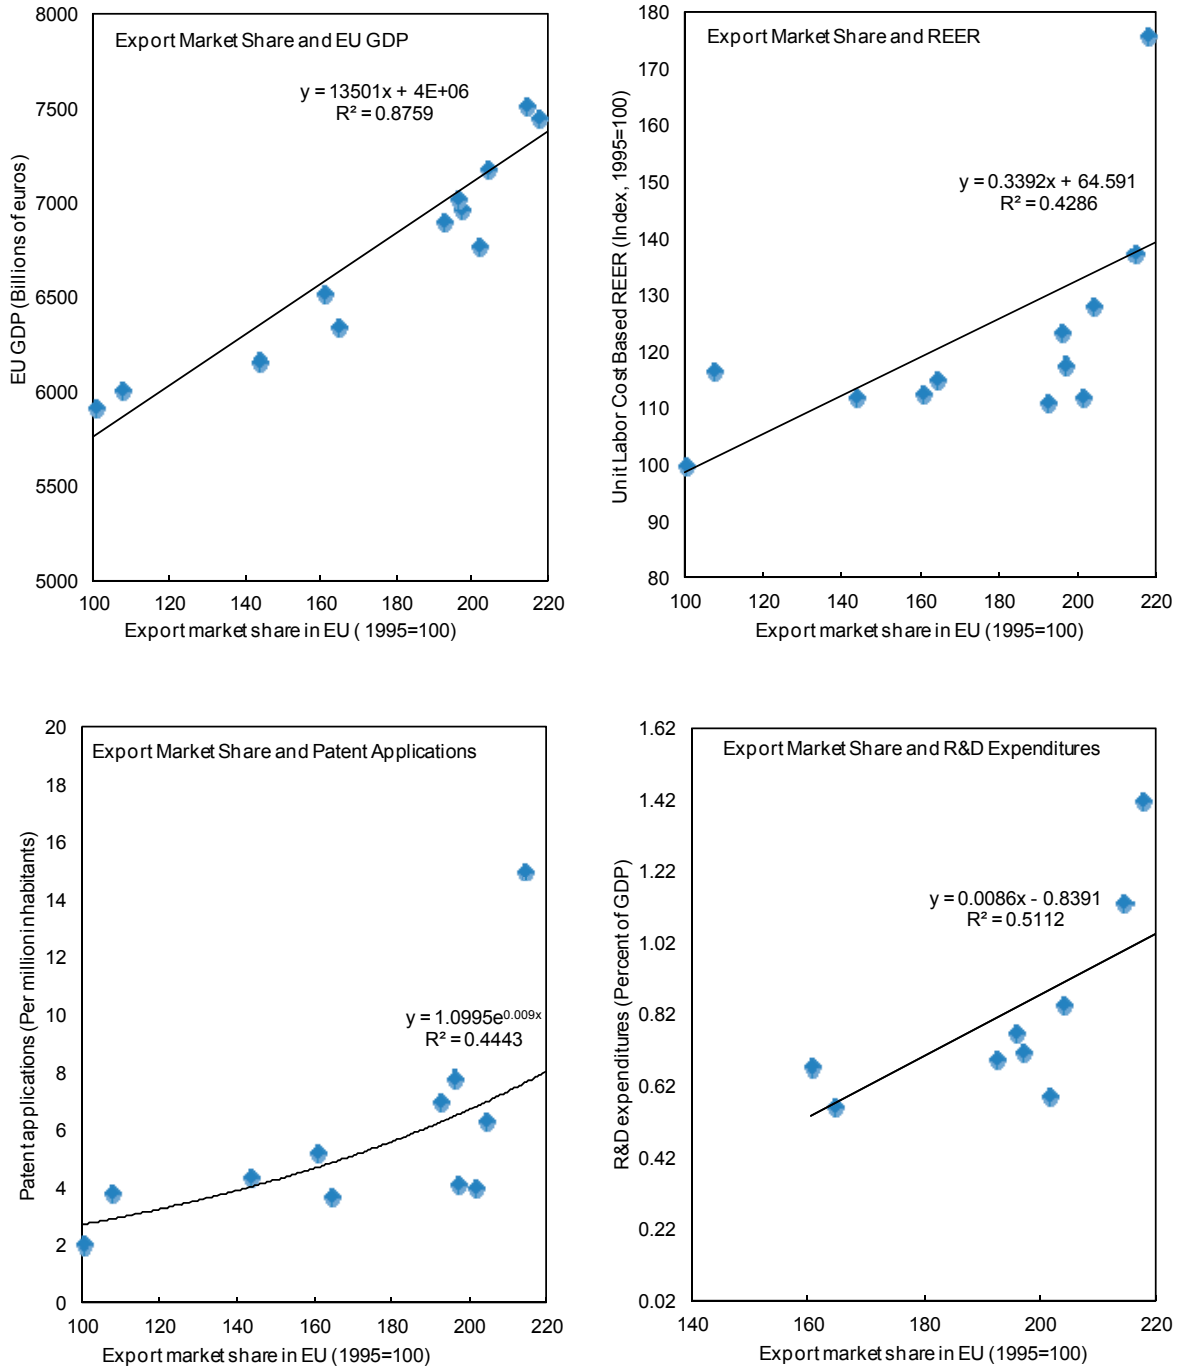 Export Market Share and EU GDP
y = 13501x + 4E+06
R² = 0.8759
EU GDP (Billions of euros)
8000
7500
7000
6500
6000
5500
5000
100 120 140 160 180 200 220
Export market share in EU ( 1995=100)
Export Market Share and REER
y = 0.3392x + 64.591
R² = 0.4286
Unit Labor Cost Based REER (Index, 1995=100)
180
170
160
150
140
130
120
110
100
90
80
100 120 140 160 180 200 220
Export market share in EU (1995=100)
Export Market Share and Patent Applications
y = 1.0995e^0.009x
R² = 0.4443
Patent applications (Per million inhabitants)
20
18
16
14
12
10
8
6
4
2
0
100 120 140 160 180 200 220
Export market share in EU (1995=100)
Export Market Share and R&D Expenditures
y = 0.0086x - 0.8391
R² = 0.5112
R&D expenditures (Percent of GDP)
1.62
1.42
1.22
1.02
0.82
0.62
0.42
0.22
0.02
140 160 180 200 220
Export market share in EU (1995=100)